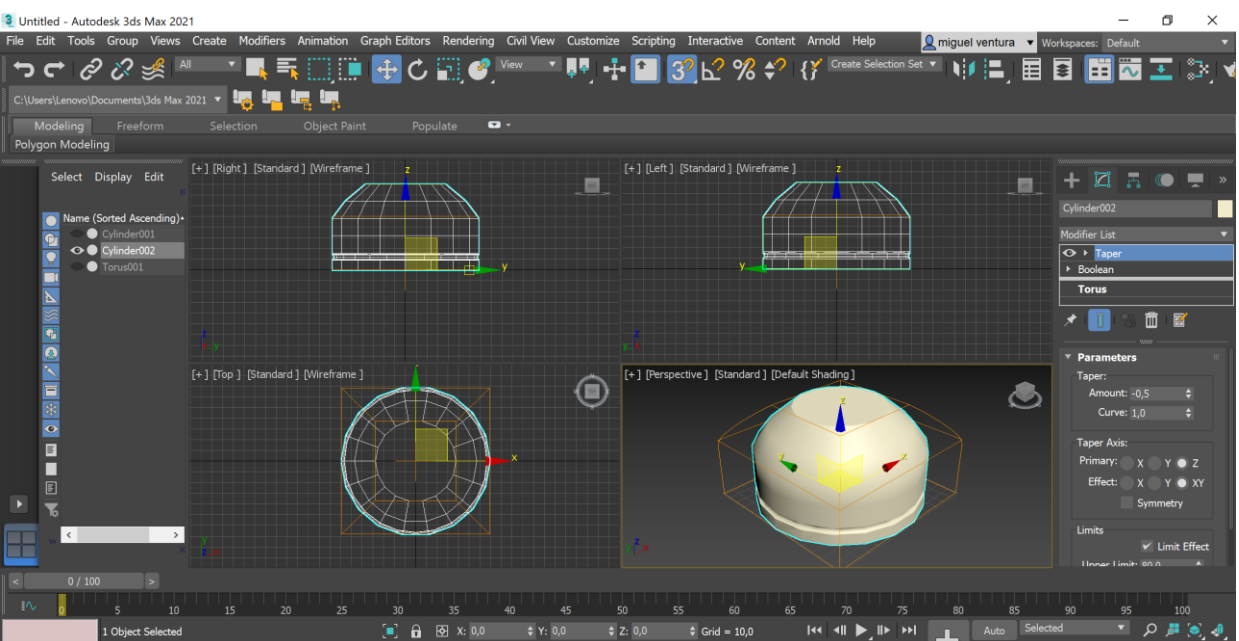 Untitled - Autodesk 3ds Max 2021
File Edit Tools Group Views Create Modifiers Animation Graph Editors Rendering Civil View Customize Scripting Interactive Content Arnold Help miguel ventura Workspaces: Default
All View Create Selection Set
C:\Users\Lenovo\Documents\3ds Max 2021
Modeling Freeform Selection Object Paint Populate
Polygon Modeling
Select Display Edit
Name (Sorted Ascending)
Cylinder001
Cylinder002
Torus001
[+] [Right] [Standard] [Wireframe]
z
y
z
y
[+] [Left] [Standard] [Wireframe]
z
y
z
[+] [Top] [Standard] [Wireframe]
x
y
z
[+] [Perspective] [Standard] [Default Shading]
z
y
x
z
y x
Cylinder002
Modifier List
Taper
Boolean
Torus
Parameters
Taper:
Amount: -0,5
Curve: 1,0
Taper Axis:
Primary: X Y Z
Effect: X Y XY
Symmetry
Limits
Limit Effect
Upper Limit: 80,0
< 0 / 100 >
0 5 10 15 20 25 30 35 40 45 50 55 60 65 70 75 80 85 90 95 100
1 Object Selected X: 0,0 Y: 0,0 Z: 0,0 Grid = 10,0 Auto Selected